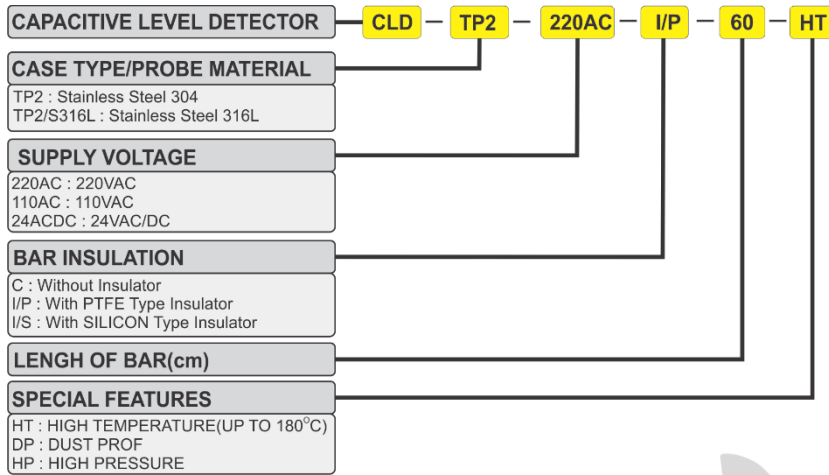 CAPACITIVE LEVEL DETECTOR CLD - TP2 - 220AC - I/P - 60 - HT
CASE TYPE/PROBE MATERIAL
TP2 : Stainless Steel 304
TP2/S316L : Stainless Steel 316L
SUPPLY VOLTAGE
220AC : 220VAC
110AC : 110VAC
24ACDC : 24VAC/DC
BAR INSULATION
C : Without Insulator
I/P : With PTFE Type Insulator
I/S : With SILICON Type Insulator
LENGH OF BAR(cm)
SPECIAL FEATURES
HT : HIGH TEMPERATURE(UP TO 180°C)
DP : DUST PROF
HP : HIGH PRESSURE